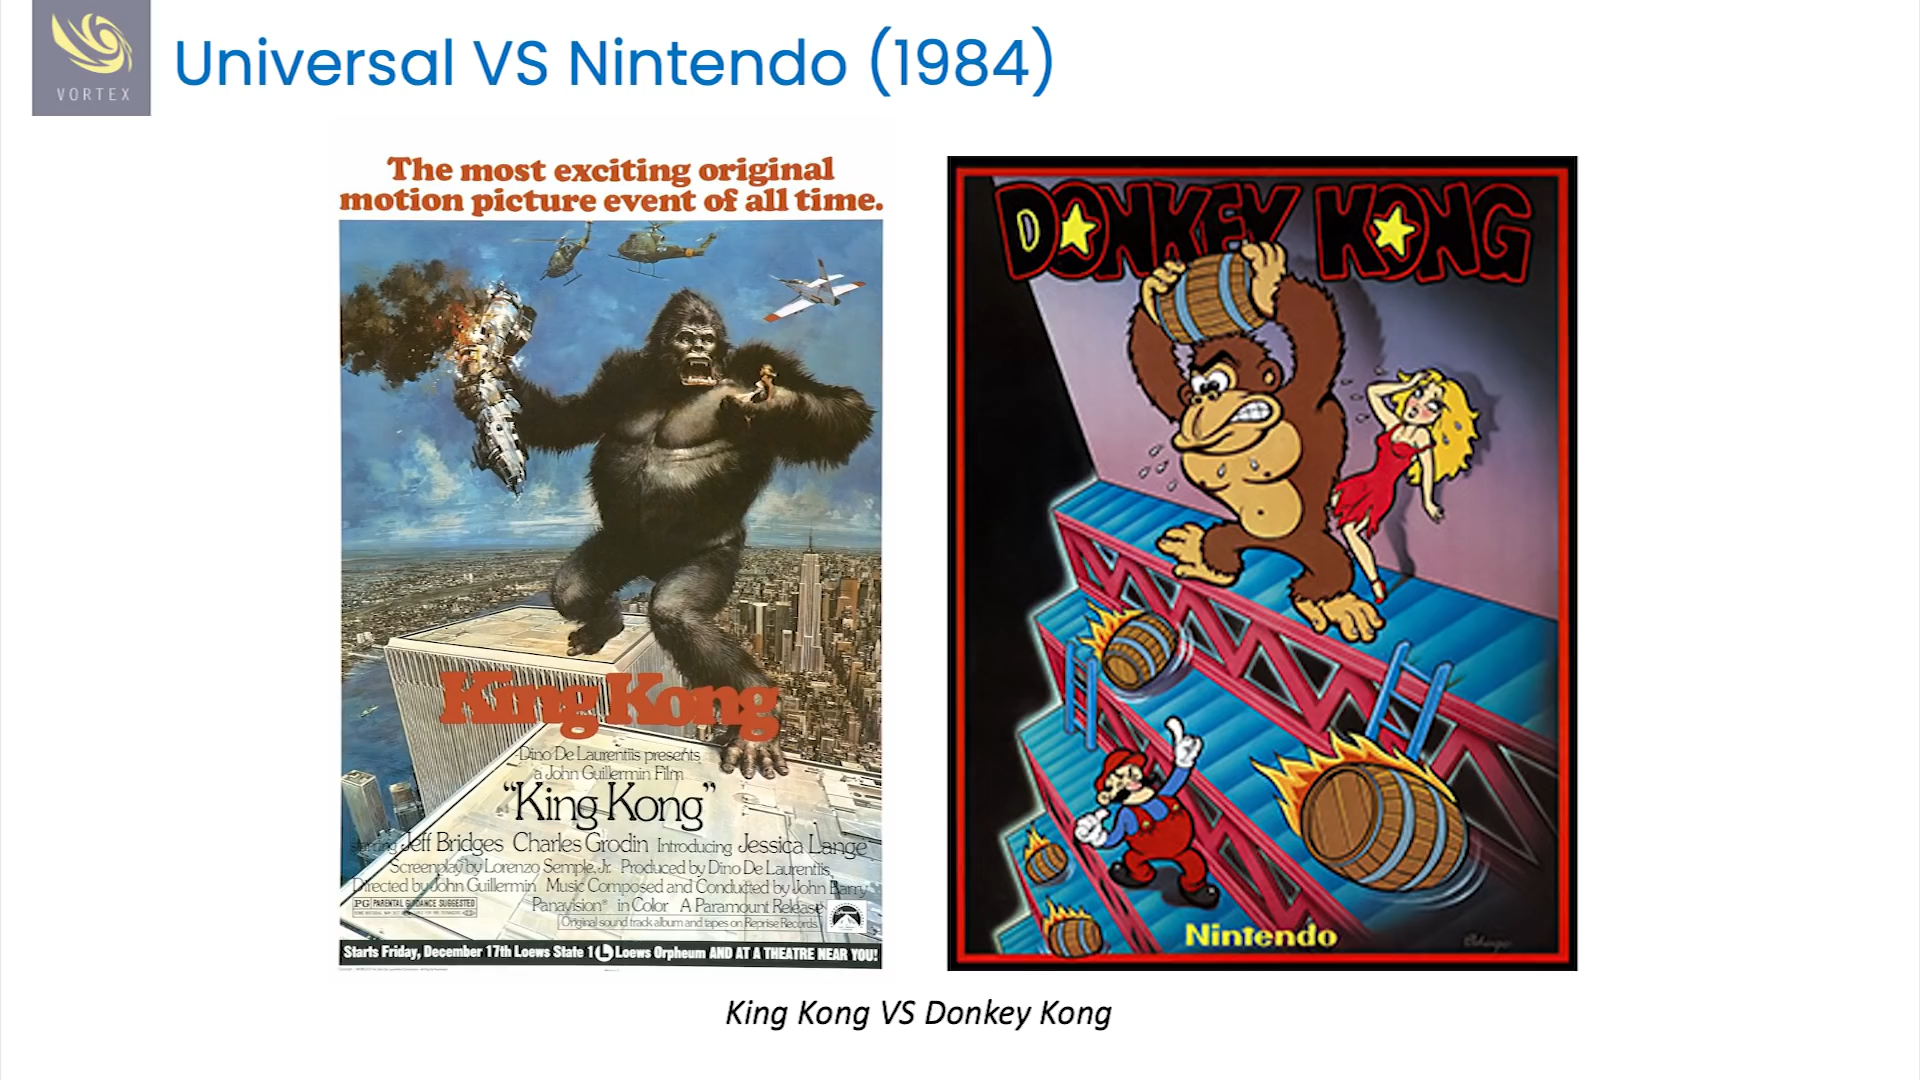 VORTEX
Universal VS Nintendo (1984)
The most exciting original
motion picture event of all time.
King Kong
Dino De Laurentiis presents
a John Guillermin Film
“King Kong”
starring Jeff Bridges Charles Grodin Introducing Jessica Lange
Screenplay by Lorenzo Semple, Jr. Produced by Dino De Laurentiis
Directed by John Guillermin Music Composed and Conducted by John Barry
Panavision® in Color A Paramount Release
PG PARENTAL GUIDANCE SUGGESTED
Original sound track album and tapes on Reprise Records
Starts Friday, December 17th Loews State 1 Loews Orpheum AND AT A THEATRE NEAR YOU!
DONKEY KONG
Nintendo
King Kong VS Donkey Kong